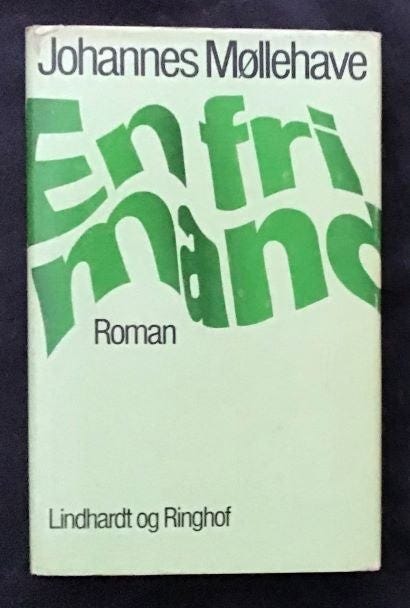 Johannes Møllehave
En fri
mand
Roman
Lindhardt og Ringhof